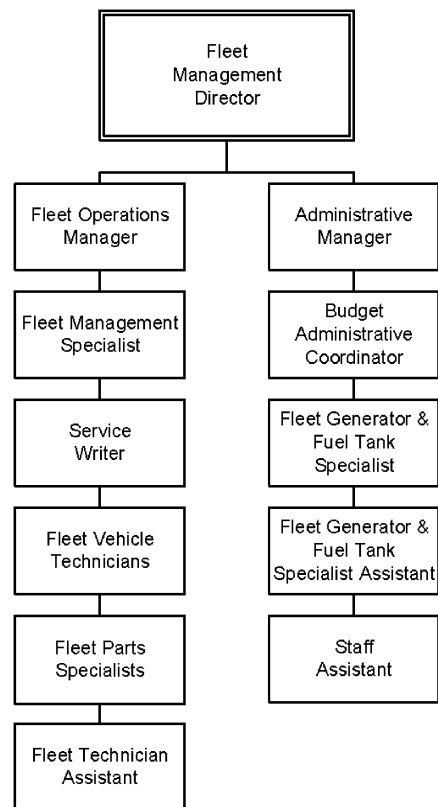 Fleet
Management
Director
Fleet Operations
Manager
Fleet Management
Specialist
Service
Writer
Fleet Vehicle
Technicians
Fleet Parts
Specialists
Fleet Technician
Assistant
Administrative
Manager
Budget
Administrative
Coordinator
Fleet Generator &
Fuel Tank
Specialist
Fleet Generator &
Fuel Tank
Specialist Assistant
Staff
Assistant